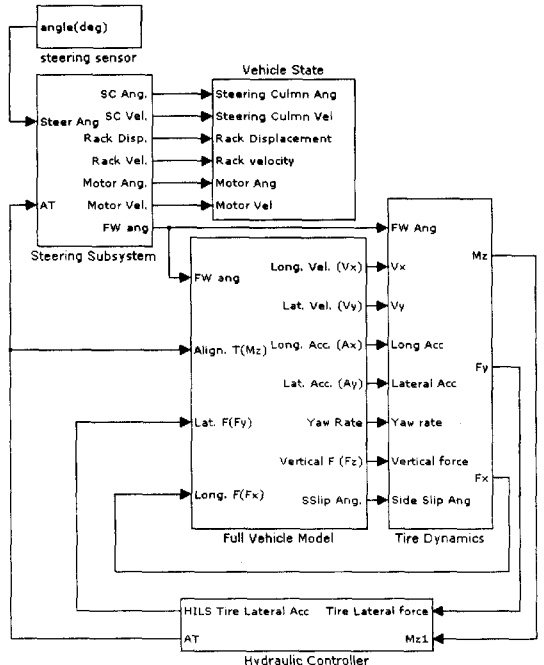 angle(deg)
steering sensor
Vehicle State
SC Ang.
Steering Culmn Ang
Steer Ang
SC Vel.
Steering Culmn Vel
Rack Disp.
Rack Displacement
Rack Vel.
Rack velocity
Motor Ang.
Motor Ang
AT
Motor Vel.
Motor Vel
FW ang
Steering Subsystem
FW ang
Long. Vel. (Vx)
Lat. Vel. (Vy)
Align. T(Mz)
Long. Acc. (Ax)
Lat. Acc. (Ay)
Lat. F(Fy)
Yaw Rate
Vertical F (Fz)
Long. F(Fx)
SSlip Ang.
Full Vehicle Model
FW Ang
Mz
Vx
Vy
Long Acc
Fy
Lateral Acc
Yaw rate
Vertical force
Fx
Side Slip Ang
Tire Dynamics
HILS Tire Lateral Acc
Tire Lateral force
AT
Mz1
Hydraulic Controller